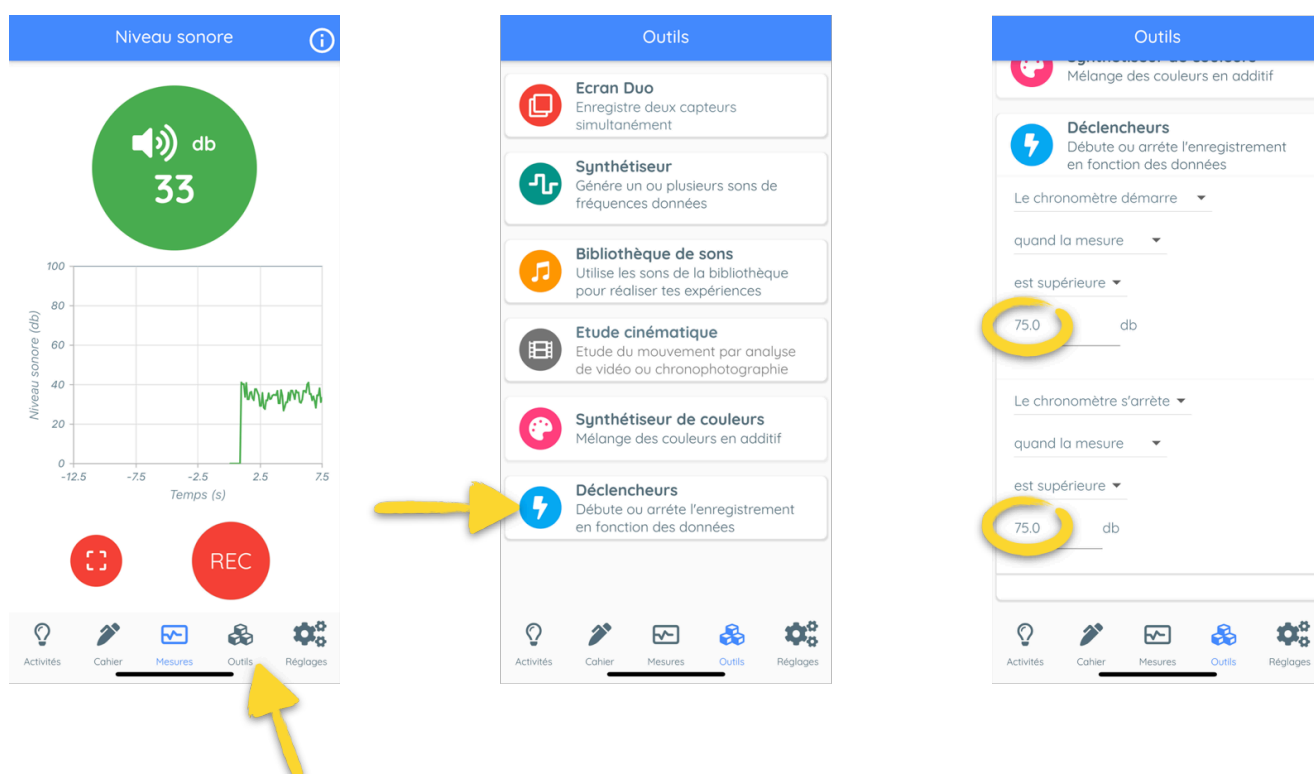 Niveau sonore
db
33
100
80
60
40
20
0
Niveau sonore (db)
-12.5 -7.5 -2.5 2.5 7.5
Temps (s)
REC
Activités Cahier Mesures Outils Réglages
Outils
Ecran Duo
Enregistre deux capteurs
simultanément
Synthétiseur
Génére un ou plusieurs sons de
fréquences données
Bibliothèque de sons
Utilise les sons de la bibliothèque
pour réaliser tes expériences
Etude cinématique
Etude du mouvement par analyse
de vidéo ou chronophotographie
Synthétiseur de couleurs
Mélange des couleurs en additif
Déclencheurs
Débute ou arréte l'enregistrement
en fonction des données
Activités Cahier Mesures Outils Réglages
Outils
Mélange des couleurs en additif
Déclencheurs
Débute ou arréte l'enregistrement
en fonction des données
Le chronomètre démarre
quand la mesure
est supérieure
75.0 db
Le chronomètre s'arrète
quand la mesure
est supérieure
75.0 db
Activités Cahier Mesures Outils Réglages